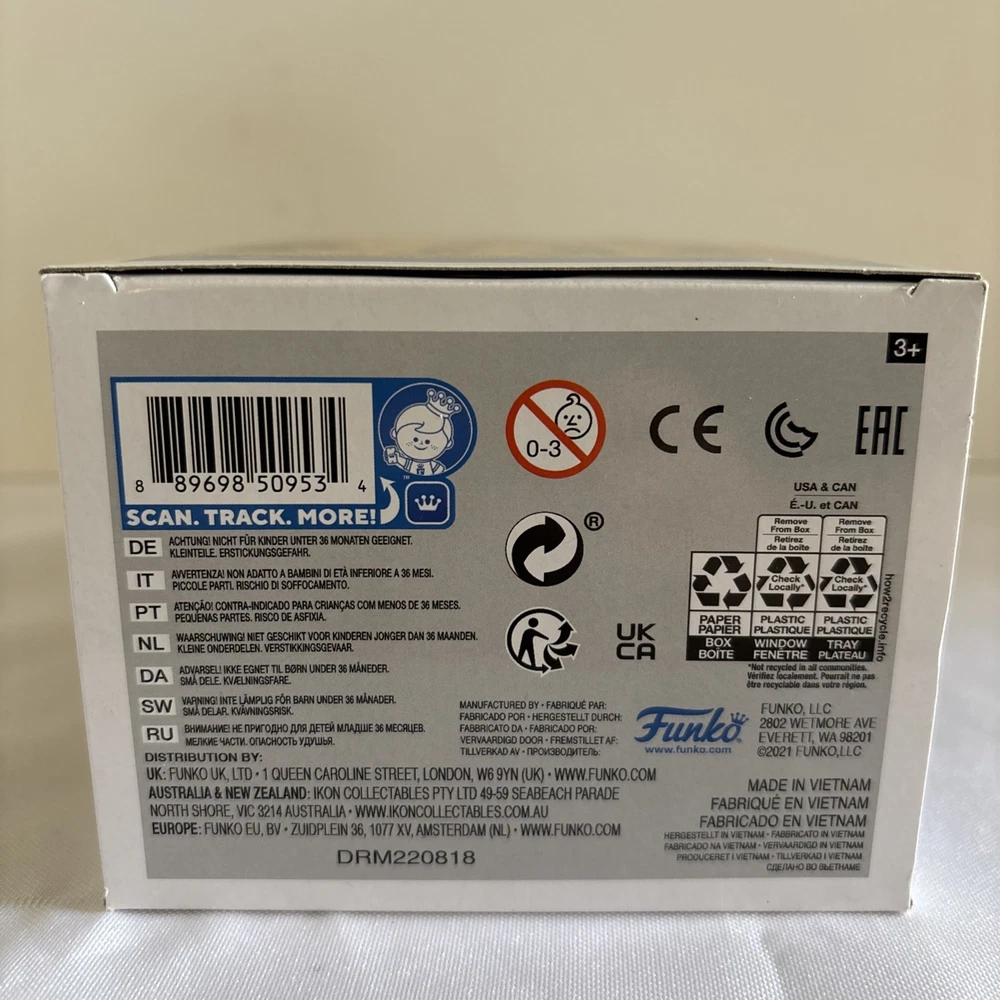 3+
8 89698 50953 4
SCAN. TRACK. MORE!
™
0-3
CE
EAC
®
DE ACHTUNG! NICHT FÜR KINDER UNTER 36 MONATEN GEEIGNET.
KLEINTEILE. ERSTICKUNGSGEFAHR.
IT AVVERTENZA! NON ADATTO A BAMBINI DI ETÀ INFERIORE A 36 MESI.
PICCOLE PARTI. RISCHIO DI SOFFOCAMENTO.
PT ATENÇÃO! CONTRA-INDICADO PARA CRIANÇAS COM MENOS DE 36 MESES.
PEQUENAS PARTES. RISCO DE ASFIXIA.
NL WAARSCHUWING! NIET GESCHIKT VOOR KINDEREN JONGER DAN 36 MAANDEN.
KLEINE ONDERDELEN. VERSTIKKINGSGEVAAR.
DA ADVARSEL! IKKE EGNET TIL BØRN UNDER 36 MÅNEDER.
SMÅ DELE. KVÆLNINGSFARE.
SW VARNING! INTE LÄMPLIG FÖR BARN UNDER 36 MÅNADER.
SMÅ DELAR. KVÄVNINGSRISK.
RU ВНИМАНИЕ! НЕ ПРИГОДНО ДЛЯ ДЕТЕЙ МЛАДШЕ 36 МЕСЯЦЕВ.
МЕЛКИЕ ЧАСТИ. ОПАСНОСТЬ УДУШЬЯ.
UK
CA
USA & CAN
É.-U. et CAN
Remove
From Box
Retirez
de la boîte
Remove
From Box
Retirez
de la boîte
Check
Locally*
Check
Locally*
PAPER
PAPIER
PLASTIC
PLASTIQUE
PLASTIC
PLASTIQUE
BOX
BOÎTE
WINDOW
FENÊTRE
TRAY
PLATEAU
how2recycle.info
*Not recycled in all communities.
Vérifiez localement. Pourrait ne pas
être recyclable dans votre région.
MANUFACTURED BY • FABRIQUÉ PAR:
FABRICADO POR • HERGESTELLT DURCH:
FABBRICATO DA • FABRICADO POR:
VERVAARDIGD DOOR • FREMSTILLET AF:
TILLVERKAD AV • ПРОИЗВОДИТЕЛЬ:
Funko
www.funko.com
FUNKO, LLC
2802 WETMORE AVE
EVERETT, WA 98201
©2021 FUNKO,LLC
DISTRIBUTION BY:
UK: FUNKO UK, LTD • 1 QUEEN CAROLINE STREET, LONDON, W6 9YN (UK) • WWW.FUNKO.COM
AUSTRALIA & NEW ZEALAND: IKON COLLECTABLES PTY LTD 49-59 SEABEACH PARADE
NORTH SHORE, VIC 3214 AUSTRALIA • WWW.IKONCOLLECTABLES.COM.AU
EUROPE: FUNKO EU, BV • ZUIDPLEIN 36, 1077 XV, AMSTERDAM (NL) • WWW.FUNKO.COM
DRM220818
MADE IN VIETNAM
FABRIQUÉ EN VIETNAM
FABRICADO EN VIETNAM
HERGESTELLT IN VIETNAM • FABBRICATO IN VIETNAM
FABRICADO NA VIETNAM • VERVAARDIGD IN VIETNAM
PRODUCERET I VIETNAM • TILLVERKAD I VIETNAM
СДЕЛАНО ВО ВЬЕТНАМЕ